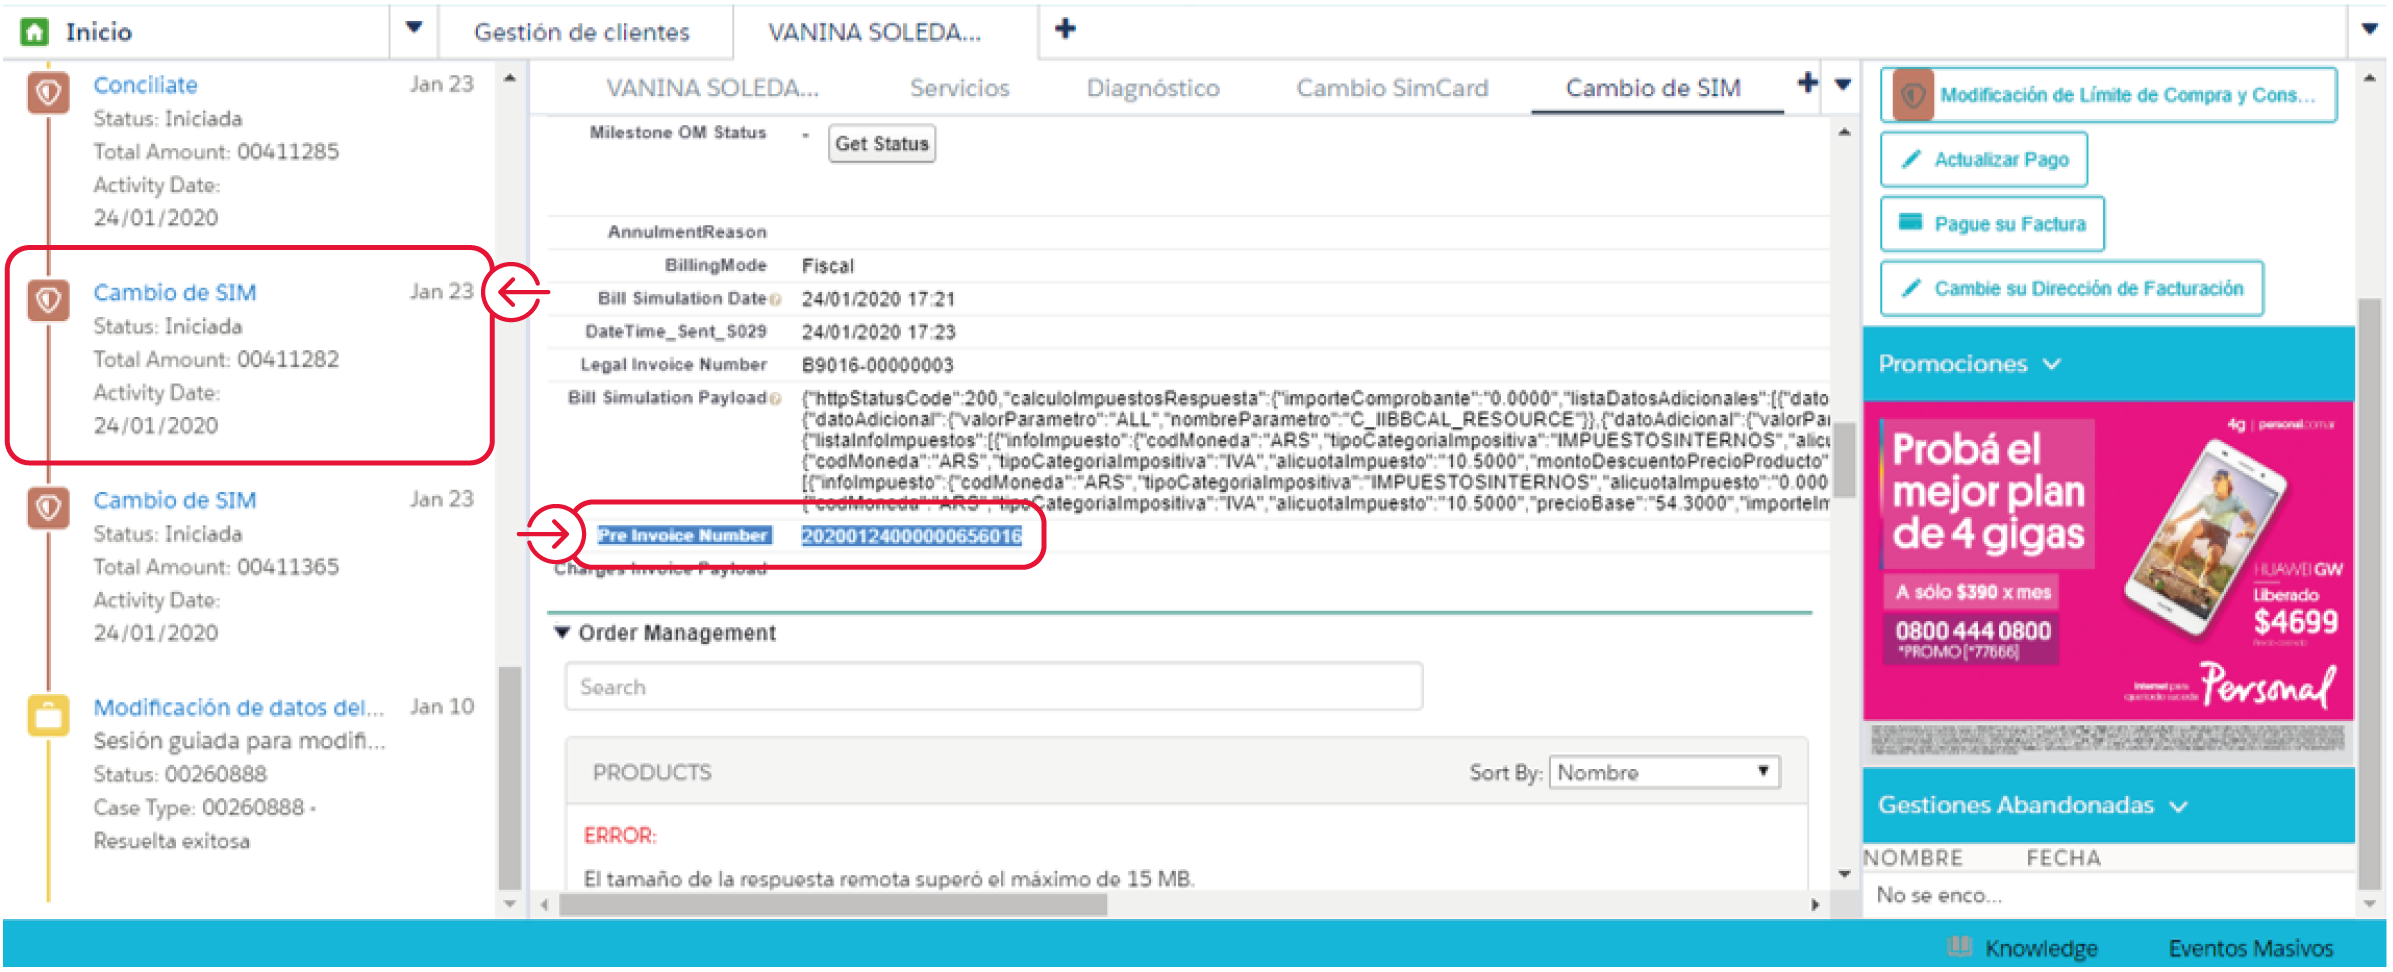 Inicio
Gestión de clientes
VANINA SOLEDA...
Conciliate
Jan 23
Status: Iniciada
Total Amount: 00411285
Activity Date:
24/01/2020
Cambio de SIM
Jan 23
Status: Iniciada
Total Amount: 00411282
Activity Date:
24/01/2020
Cambio de SIM
Jan 23
Status: Iniciada
Total Amount: 00411365
Activity Date:
24/01/2020
Modificación de datos del...
Jan 10
Sesión guiada para modifi...
Status: 00260888
Case Type: 00260888 -
Resuelta exitosa
VANINA SOLEDA...
Servicios
Diagnóstico
Cambio SimCard
Cambio de SIM
Milestone OM Status - Get Status
AnnulmentReason
BillingMode Fiscal
Bill Simulation Date 24/01/2020 17:21
DateTime_Sent_S029 24/01/2020 17:23
Legal Invoice Number B9016-00000003
Bill Simulation Payload {"httpStatusCode":200,"calculoImpuestosRespuesta":{"importeComprobante":"0.0000","listaDatosAdicionales":[{"dato
{"datoAdicional":{"valorParametro":"ALL","nombreParametro":"C_IIBBCAL_RESOURCE"}},{"datoAdicional":{"valorPar
{"listaInfoImpuestos":[{"infoImpuesto":{"codMoneda":"ARS","tipoCategoriaImpositiva":"IMPUESTOSINTERNOS","alicu
{"codMoneda":"ARS","tipoCategoriaImpositiva":"IVA","alicuotaImpuesto":"10.5000","montoDescuentoPrecioProducto"
[{"infoImpuesto":{"codMoneda":"ARS","tipoCategoriaImpositiva":"IMPUESTOSINTERNOS","alicuotaImpuesto":"0.000
{"codMoneda":"ARS","tipoCategoriaImpositiva":"IVA","alicuotaImpuesto":"10.5000","precioBase":"54.3000","importeIm
Pre Invoice Number 20200124000000656016
Charges Invoice Payload
Order Management
Search
PRODUCTS
Sort By: Nombre
ERROR:
El tamaño de la respuesta remota superó el máximo de 15 MB.
Modificación de Límite de Compra y Cons...
Actualizar Pago
Pague su Factura
Cambie su Dirección de Facturación
Promociones
4g | personal.com.ar
Probá el
mejor plan
de 4 gigas
A sólo $390 x mes
0800 444 0800
*PROMO [*77666]
HUAWEI GW
Liberado
$4699
Personal
Gestiones Abandonadas
NOMBRE FECHA
No se enco...
Knowledge
Eventos Masivos